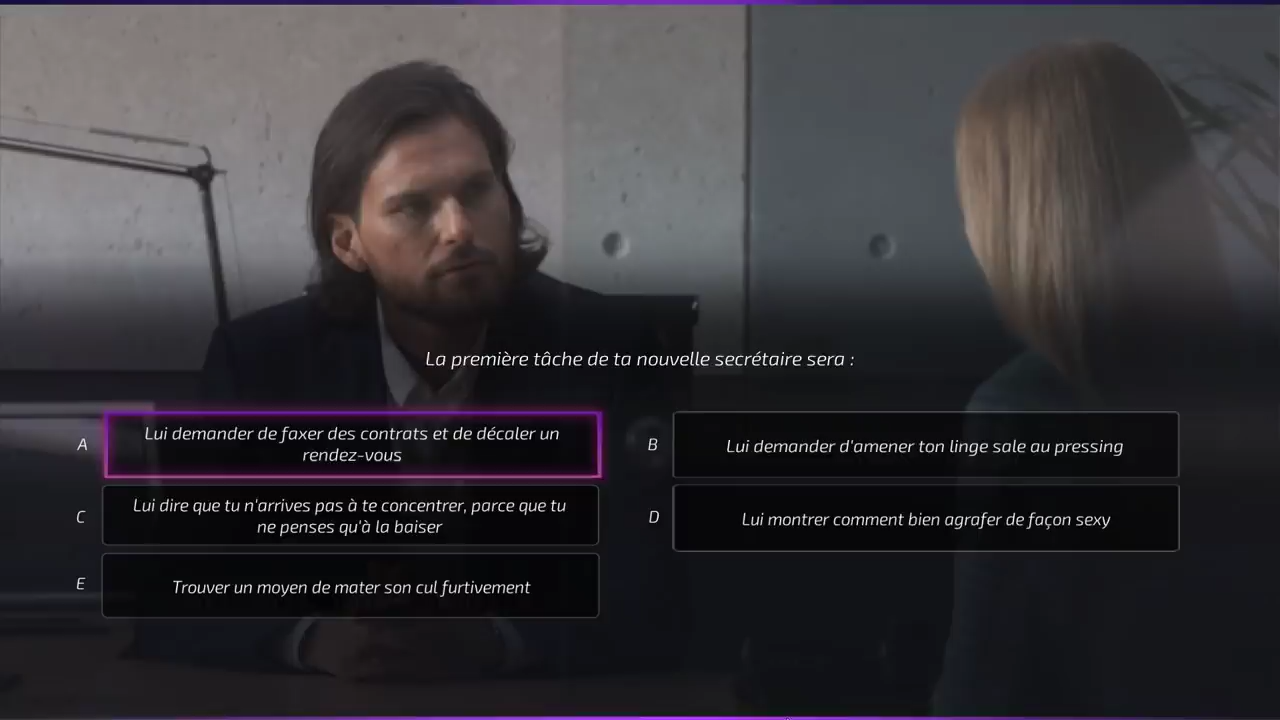 La première tâche de ta nouvelle secrétaire sera :
A
Lui demander de faxer des contrats et de décaler un
rendez-vous
B
Lui demander d'amener ton linge sale au pressing
C
Lui dire que tu n'arrives pas à te concentrer, parce que tu
ne penses qu'à la baiser
D
Lui montrer comment bien agrafer de façon sexy
E
Trouver un moyen de mater son cul furtivement